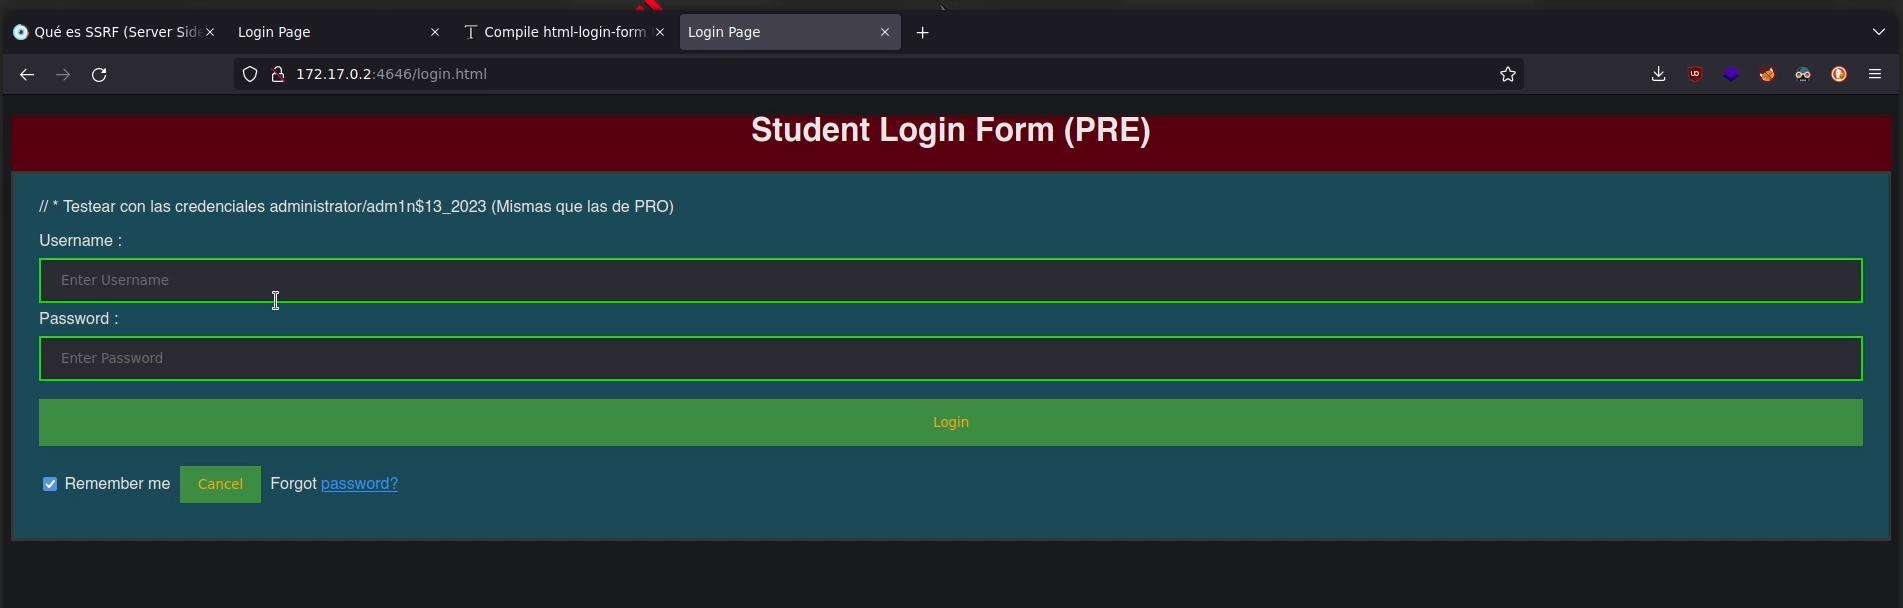 Qué es SSRF (Server Side
Login Page
Compile html-login-form
Login Page
172.17.0.2:4646/login.html
Student Login Form (PRE)
// * Testear con las credenciales administrator/adm1n$13_2023 (Mismas que las de PRO)
Username :
Enter Username
Password :
Enter Password
Login
Remember me Cancel Forgot password?